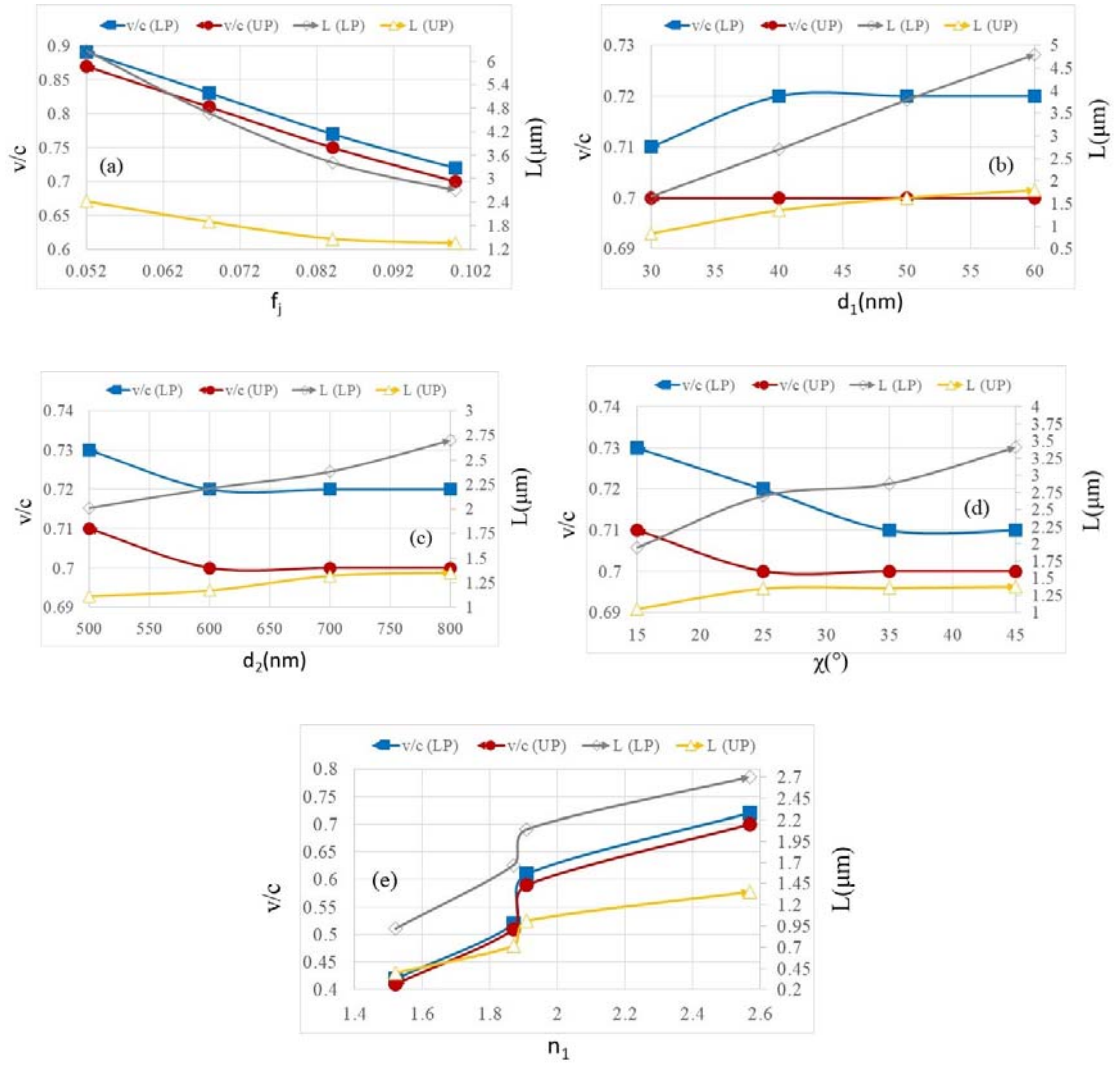 v/c (LP) v/c (UP) L (LP) L (UP)
0.9
0.85
0.8
0.75
0.7
0.65
0.6
v/c
(a)
6
5.4
4.8
4.2
3.6
3
2.4
1.8
1.2
L(μm)
0.052 0.062 0.072 0.082 0.092 0.102
fj
v/c (LP) v/c (UP) L (LP) L (UP)
0.73
0.72
0.71
0.7
0.69
v/c
(b)
5
4.5
4
3.5
3
2.5
2
1.5
1
0.5
L(μm)
30 35 40 45 50 55 60
d1(nm)
v/c (LP) v/c (UP) L (LP) L (UP)
0.74
0.73
0.72
0.71
0.7
0.69
v/c
(c)
3
2.75
2.5
2.25
2
1.75
1.5
1.25
1
L(μm)
500 550 600 650 700 750 800
d2(nm)
v/c (LP) v/c (UP) L (LP) L (UP)
0.74
0.73
0.72
0.71
0.7
0.69
v/c
(d)
4
3.75
3.5
3.25
3
2.75
2.5
2.25
2
1.75
1.5
1.25
1
L(μm)
15 20 25 30 35 40 45
χ(°)
v/c (LP) v/c (UP) L (LP) L (UP)
0.8
0.75
0.7
0.65
0.6
0.55
0.5
0.45
0.4
v/c
(e)
2.7
2.45
2.2
1.95
1.7
1.45
1.2
0.95
0.7
0.45
0.2
L(μm)
1.4 1.6 1.8 2 2.2 2.4 2.6
n1